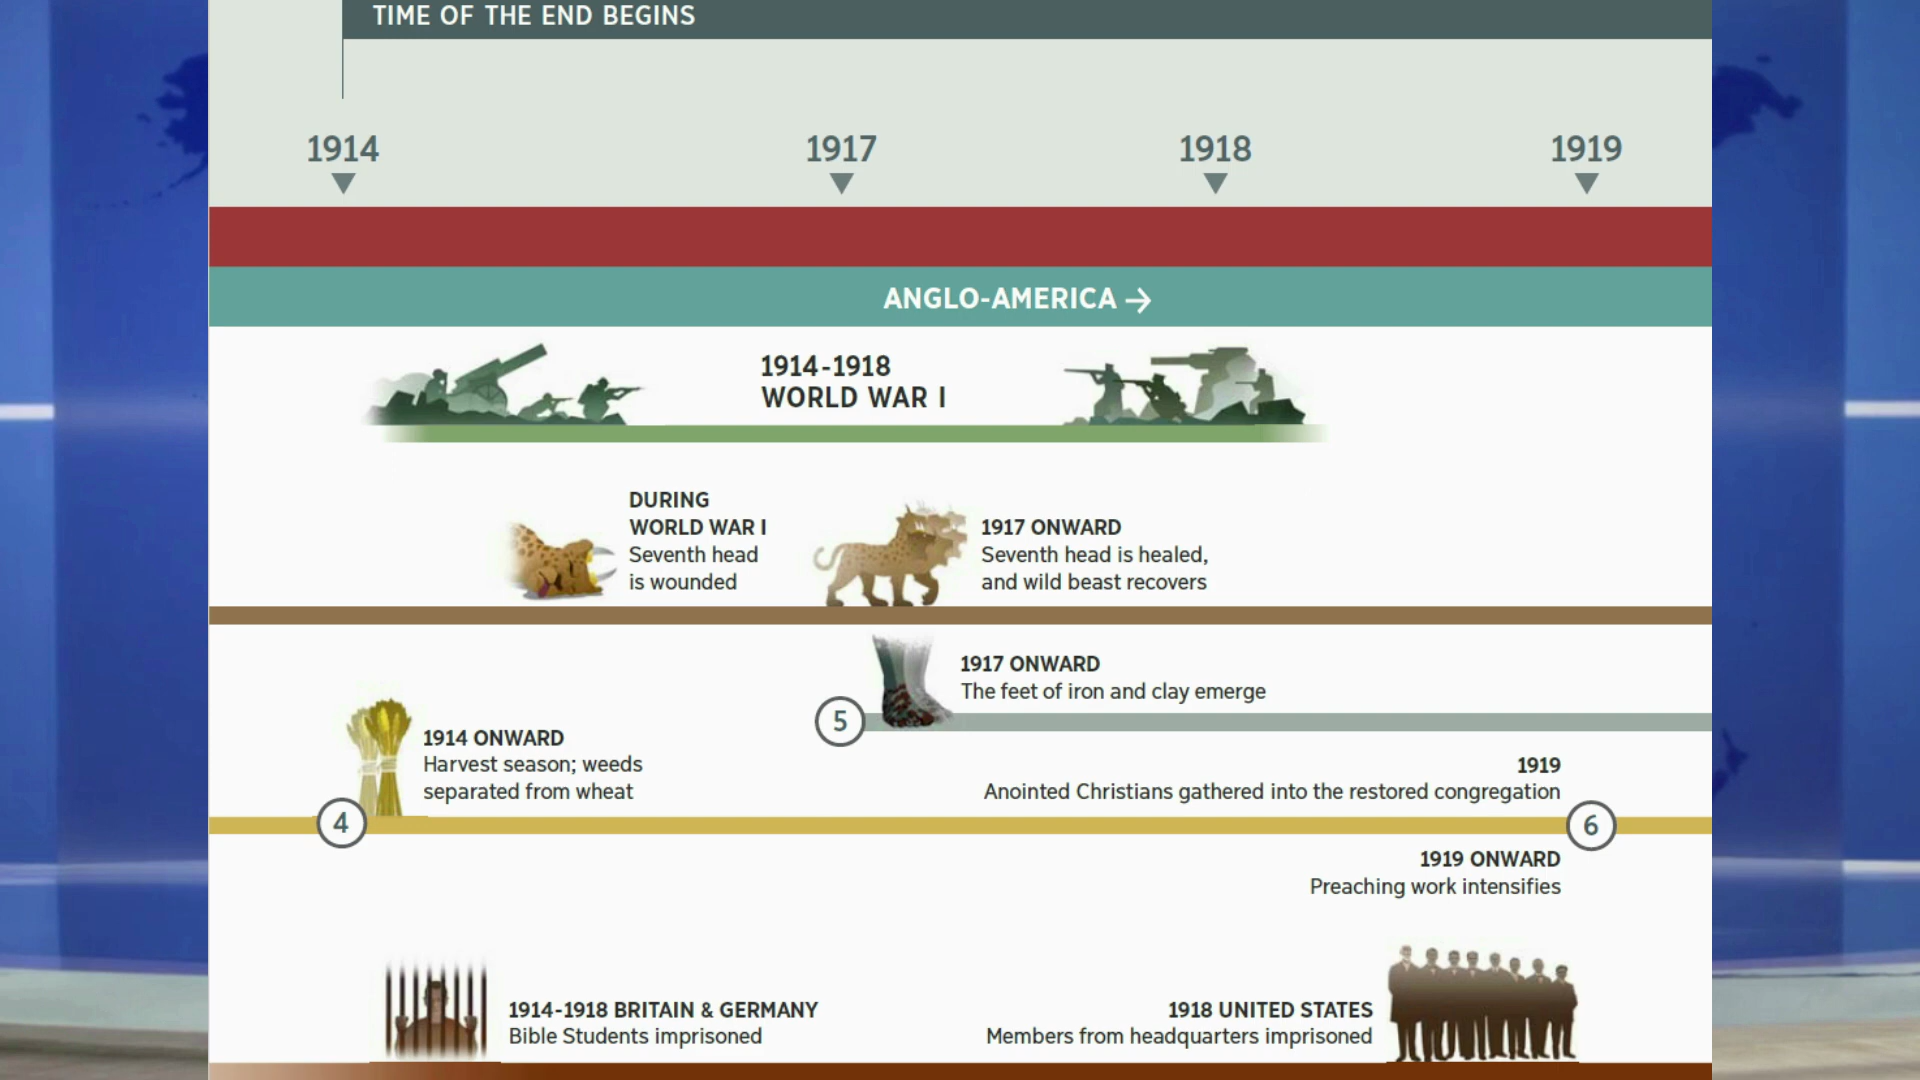 TIME OF THE END BEGINS
1914
1917
1918
1919
ANGLO-AMERICA →
1914-1918
WORLD WAR I
DURING
WORLD WAR I
Seventh head
is wounded
1917 ONWARD
Seventh head is healed,
and wild beast recovers
1917 ONWARD
The feet of iron and clay emerge
5
1914 ONWARD
Harvest season; weeds
separated from wheat
4
1919
Anointed Christians gathered into the restored congregation
6
1919 ONWARD
Preaching work intensifies
1914-1918 BRITAIN & GERMANY
Bible Students imprisoned
1918 UNITED STATES
Members from headquarters imprisoned